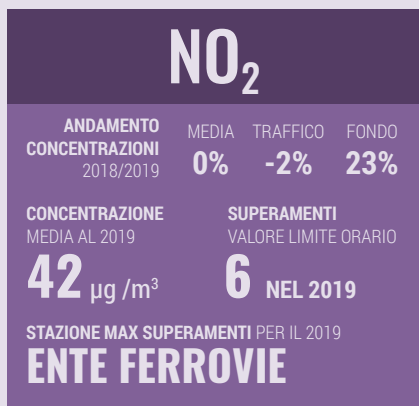 NO₂
ANDAMENTO
CONCENTRAZIONI
2018/2019
MEDIA TRAFFICO FONDO
0% -2% 23%
CONCENTRAZIONE
MEDIA AL 2019
42 µg /m³
SUPERAMENTI
VALORE LIMITE ORARIO
6 NEL 2019
STAZIONE MAX SUPERAMENTI PER IL 2019
ENTE FERROVIE